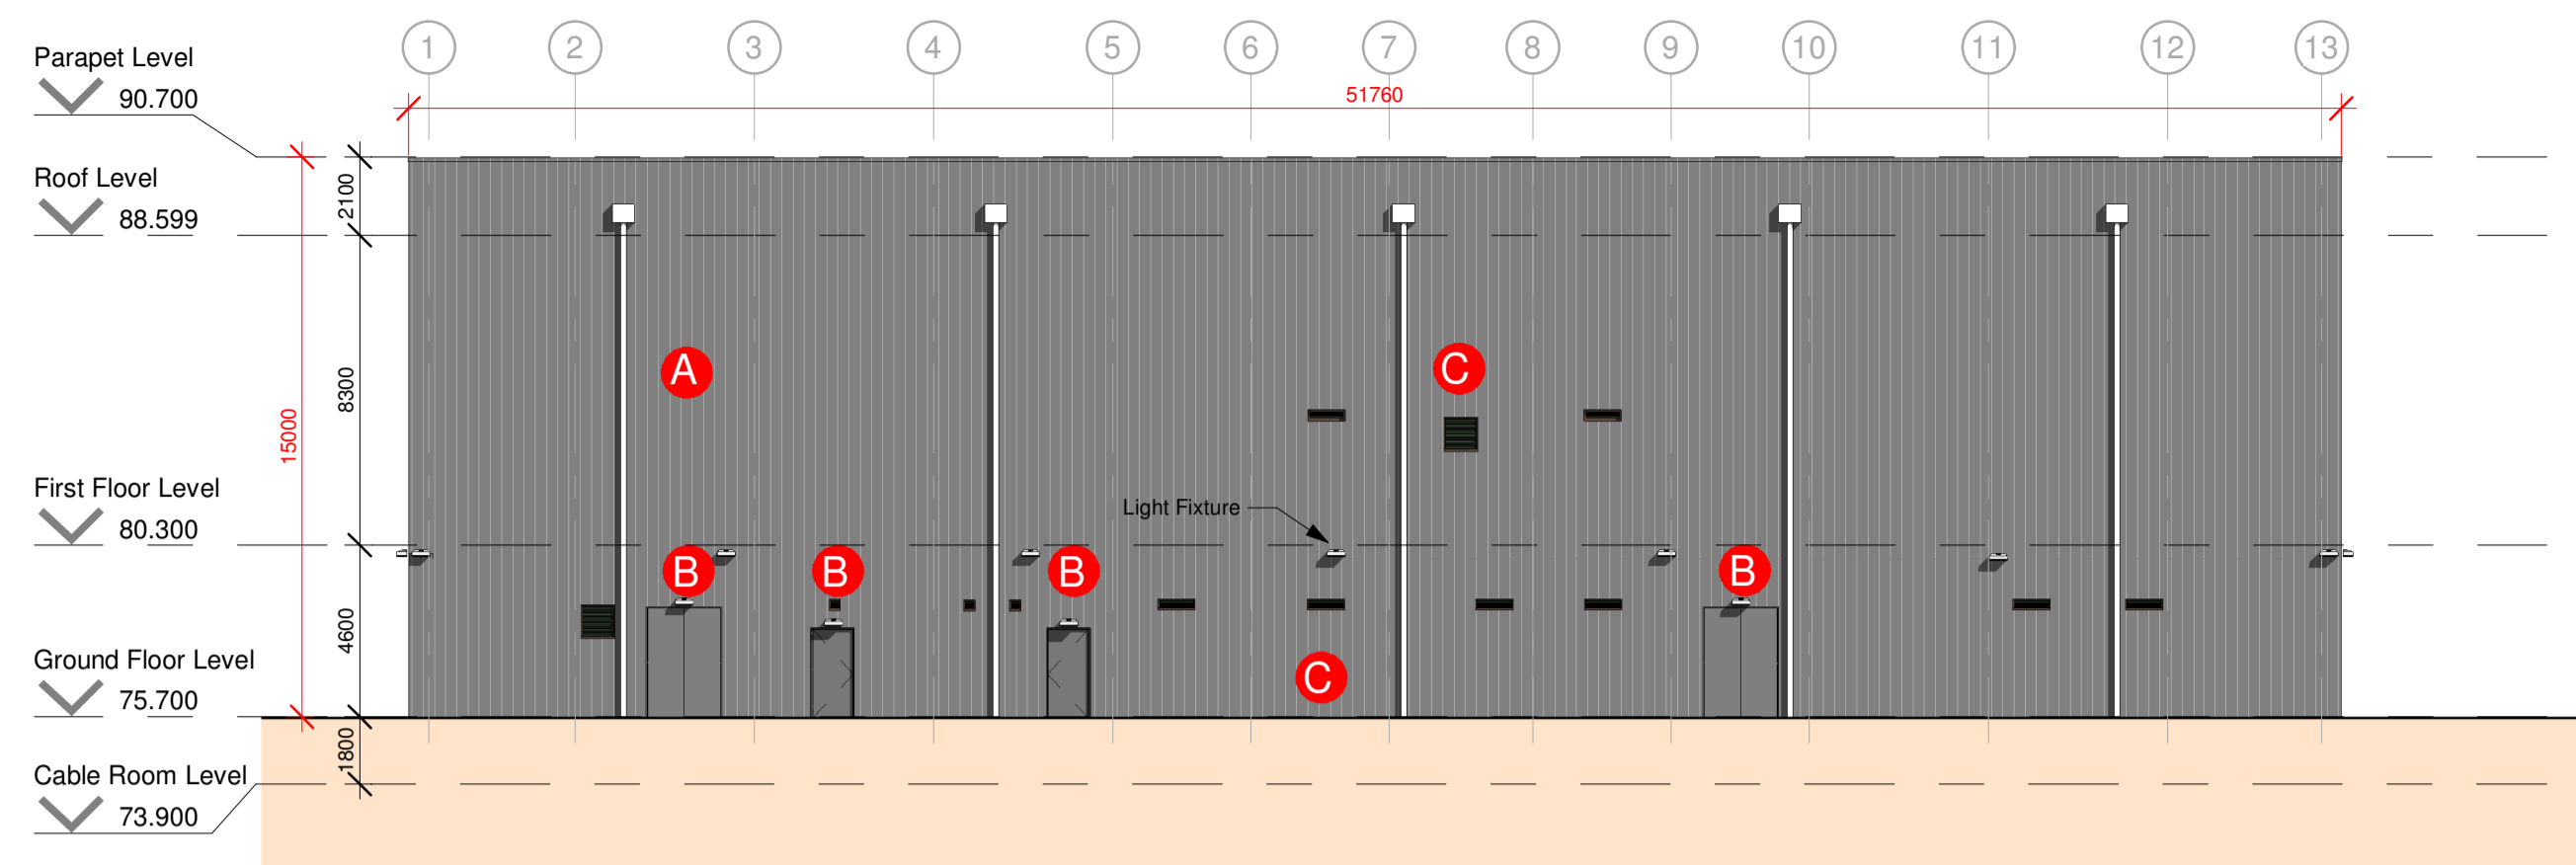 1 2 3 4 5 6 7 8 9 10 11 12 13
51760
Parapet Level
90.700
Roof Level
88.599
2100
8300
15000
First Floor Level
80.300
4600
Ground Floor Level
75.700
1800
Cable Room Level
73.900
A
C
Light Fixture
B B B B
C